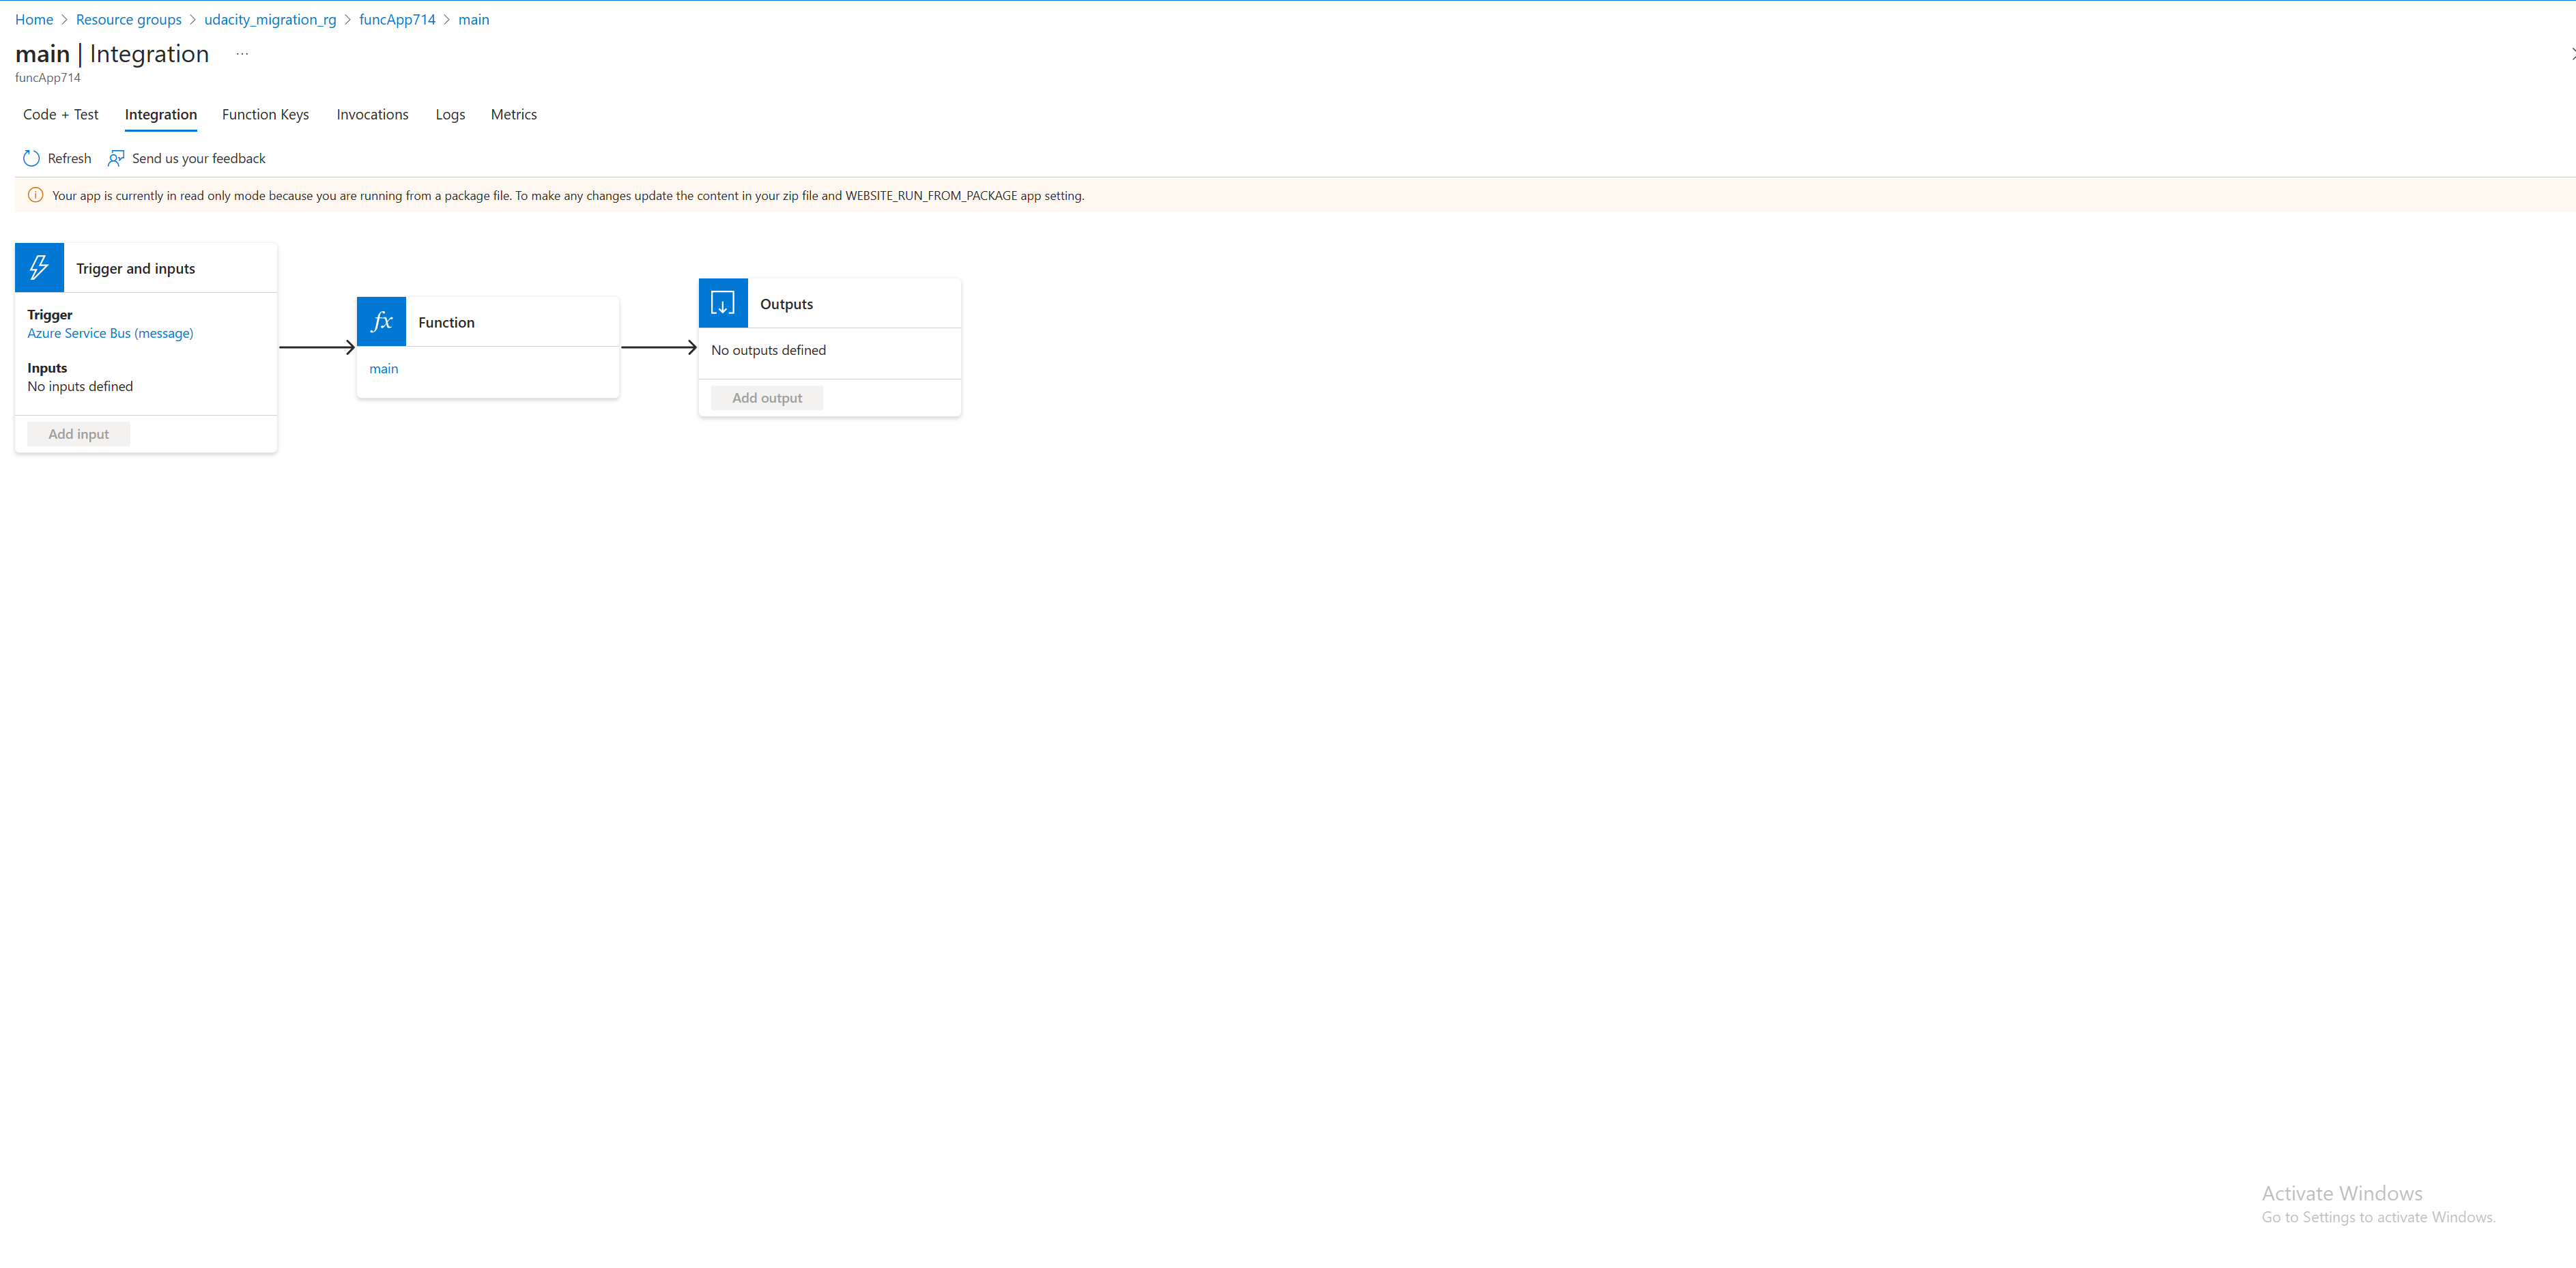 Home > Resource groups > udacity_migration_rg > funcApp714 > main
main | Integration ...
funcApp714
Code + Test Integration Function Keys Invocations Logs Metrics
Refresh Send us your feedback
Your app is currently in read only mode because you are running from a package file. To make any changes update the content in your zip file and WEBSITE_RUN_FROM_PACKAGE app setting.
Trigger and inputs
Trigger
Azure Service Bus (message)
Inputs
No inputs defined
Add input
fx Function
main
Outputs
No outputs defined
Add output
Activate Windows
Go to Settings to activate Windows.